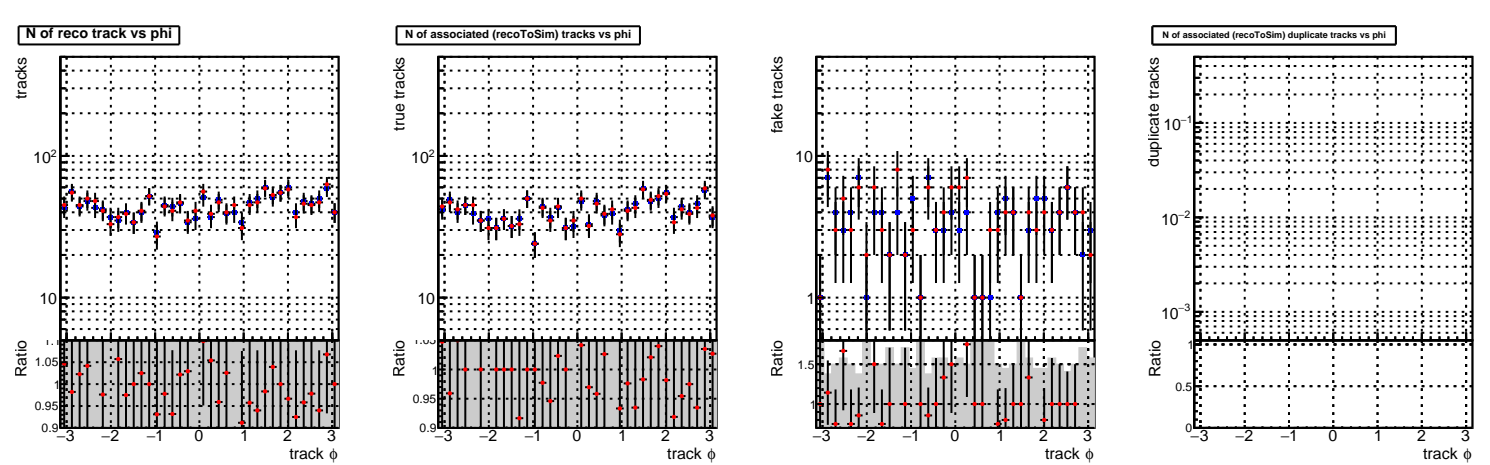 N of reco track vs phi
tracks
10²
10
Ratio
1.05
1
0.95
0.9
−3 −2 −1 0 1 2 3
track ϕ
N of associated (recoToSim) tracks vs phi
true tracks
10²
10
Ratio
1.05
1
0.95
0.9
−3 −2 −1 0 1 2 3
track ϕ
fake tracks
10
1
Ratio
1.5
1
−3 −2 −1 0 1 2 3
track ϕ
N of associated (recoToSim) duplicate tracks vs phi
duplicate tracks
10⁻¹
10⁻²
10⁻³
Ratio
1
0.5
0
−3 −2 −1 0 1 2 3
track ϕ